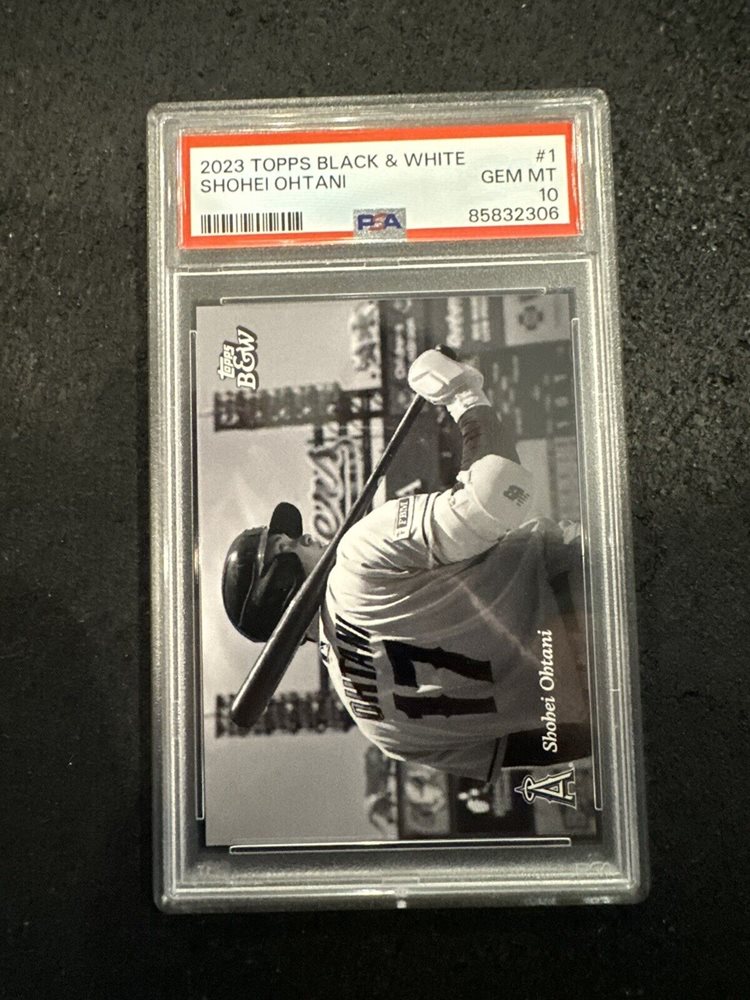 2023 TOPPS BLACK & WHITE #1
SHOHEI OHTANI GEM MT
10
PSA 85832306
Topps
B&W
OHTANI
17
Shohei Ohtani
A